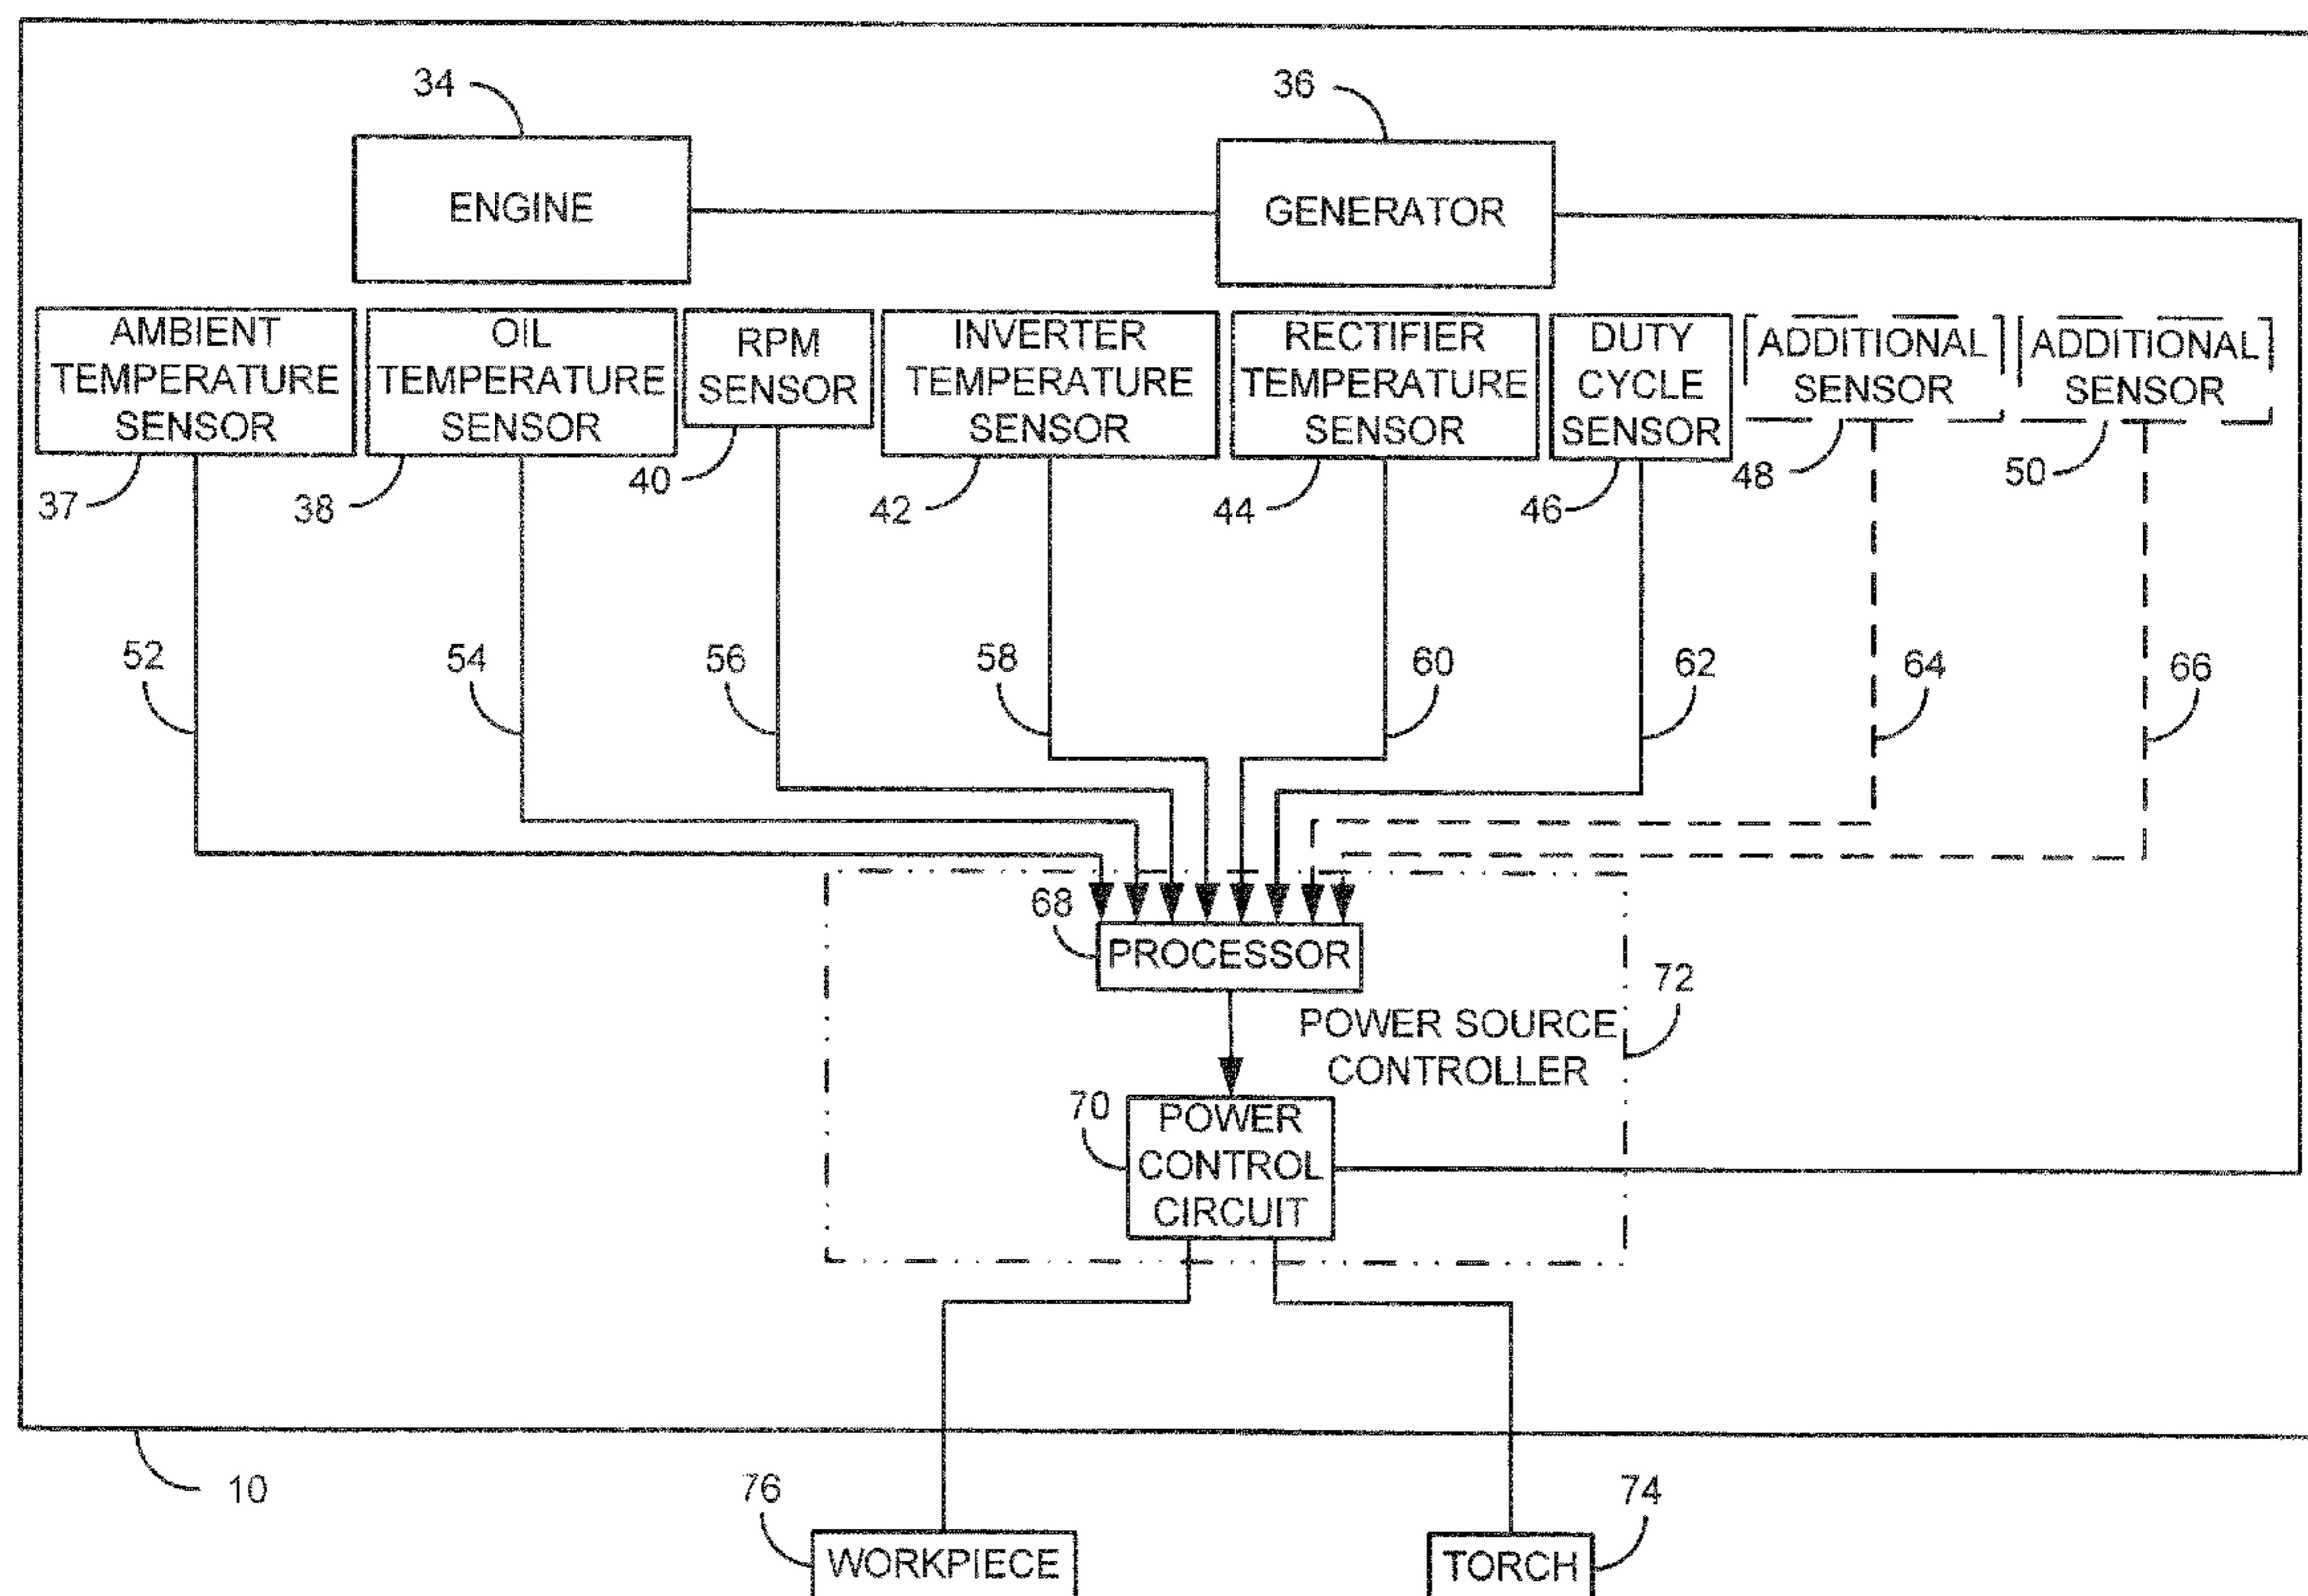 34
36
ENGINE
GENERATOR
AMBIENT
TEMPERATURE
SENSOR
OIL
TEMPERATURE
SENSOR
RPM
SENSOR
INVERTER
TEMPERATURE
SENSOR
RECTIFIER
TEMPERATURE
SENSOR
DUTY
CYCLE
SENSOR
ADDITIONAL
SENSOR
ADDITIONAL
SENSOR
37
38
40
42
44
46
48
50
52
54
56
58
60
62
64
66
68
PROCESSOR
72
POWER SOURCE
CONTROLLER
70
POWER
CONTROL
CIRCUIT
10
76
74
WORKPIECE
TORCH